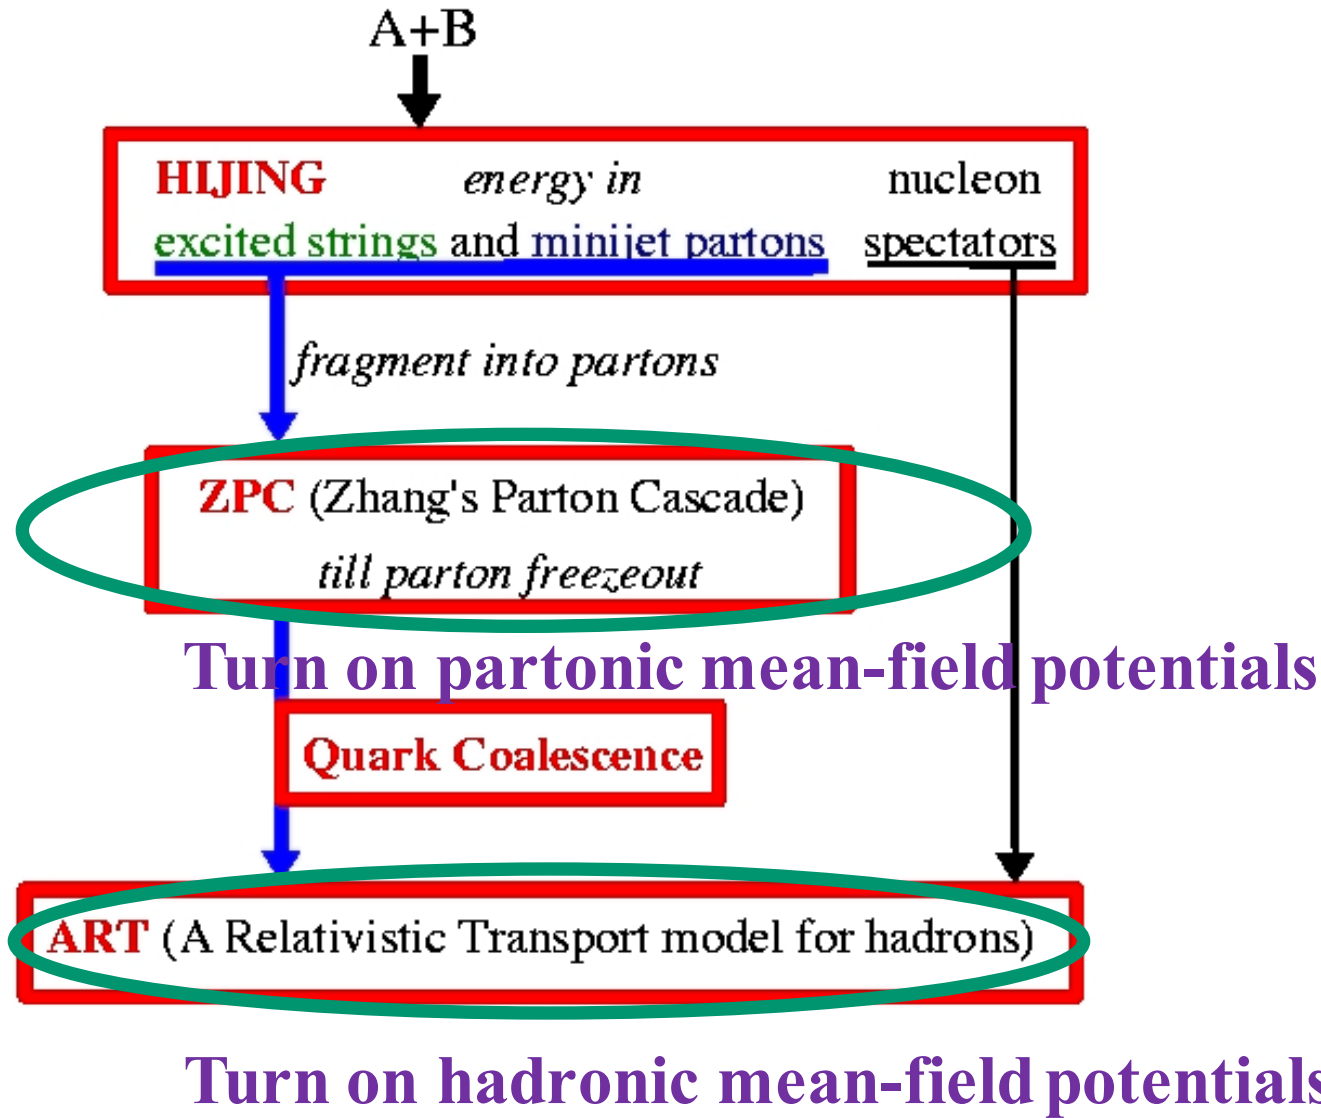 A+B
HIJING energy in nucleon
excited strings and minijet partons spectators
fragment into partons
ZPC (Zhang's Parton Cascade)
till parton freezeout
Turn on partonic mean-field potentials
Quark Coalescence
ART (A Relativistic Transport model for hadrons)
Turn on hadronic mean-field potentials